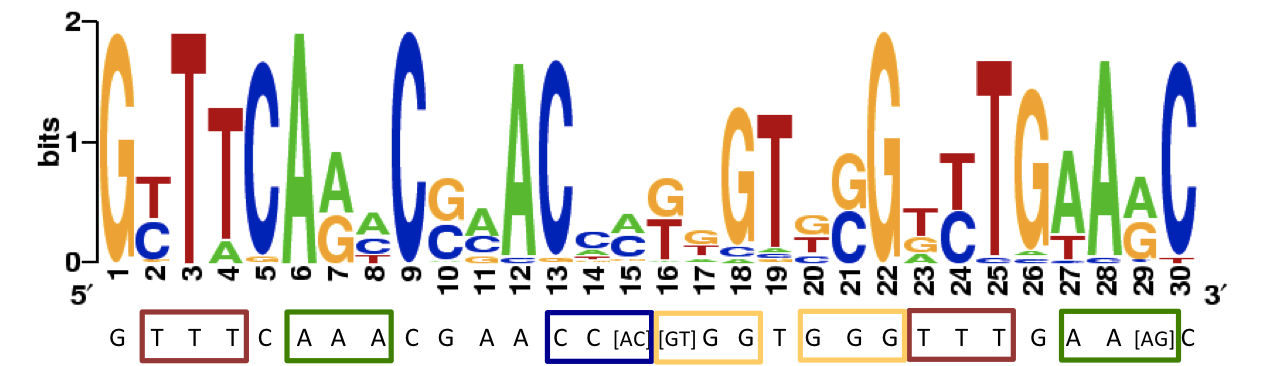 2
bits
1
0
G T T T C A A A C G A A C C A G G G T G G G T T T G A A A C
C A G C C C C T T T C G C T G
T C A
1 2 3 4 5 6 7 8 9 10 11 12 13 14 15 16 17 18 19 20 21 22 23 24 25 26 27 28 29 30
5′ 3′
G T T T C A A A C G A A C C [AC] [GT] G G T G G G T T T G A A [AG] C